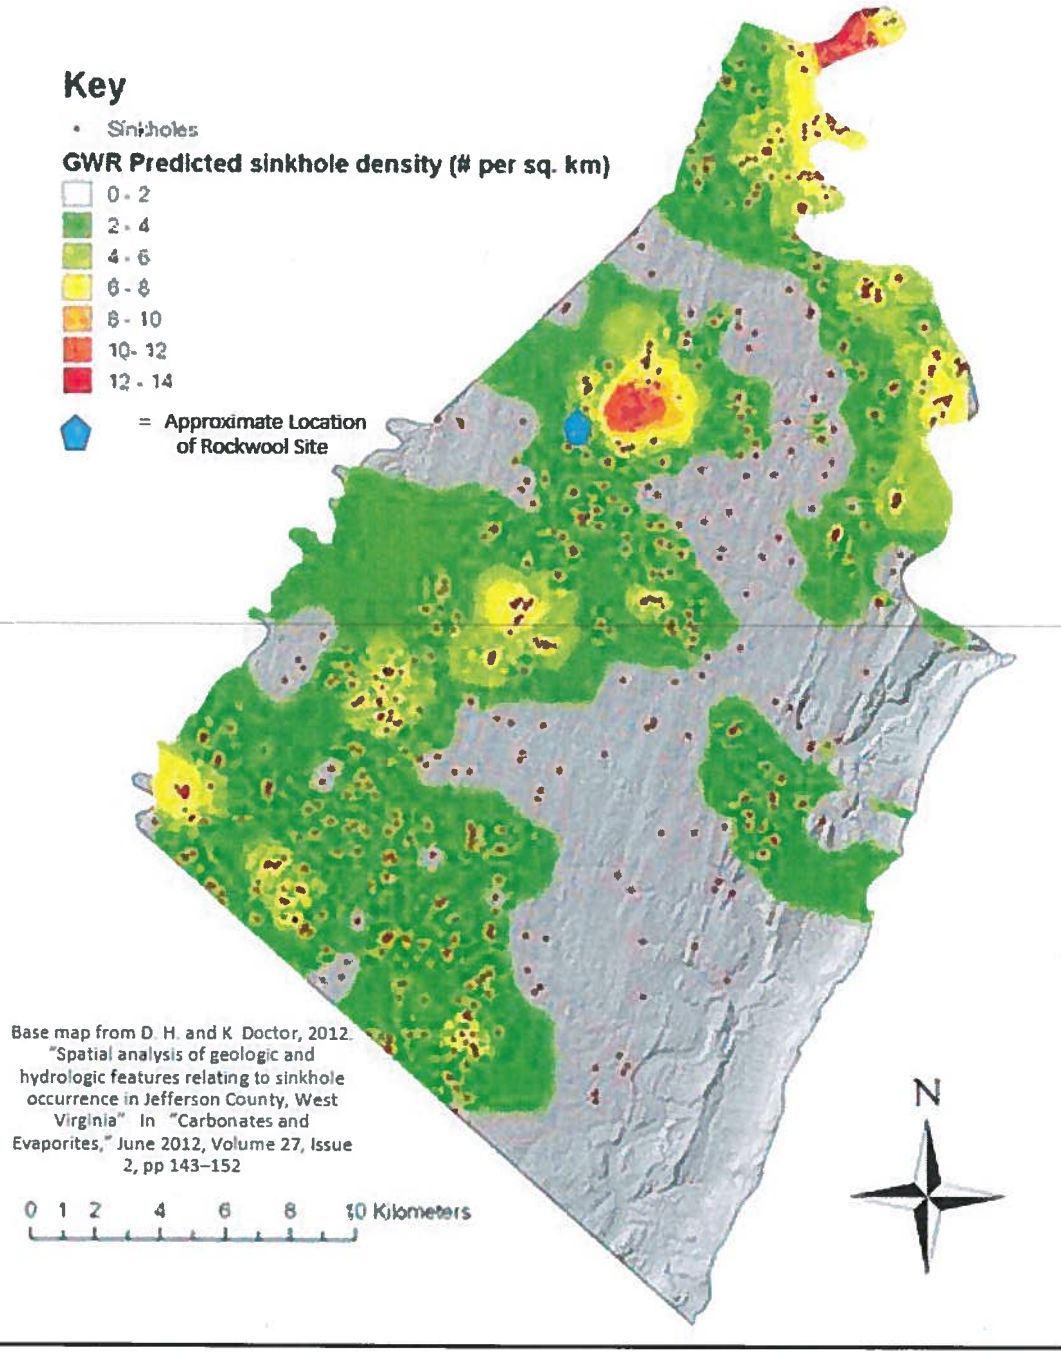 Key
Sinkholes
GWR Predicted sinkhole density (# per sq. km)
0 - 2
2 - 4
4 - 6
6 - 8
8 - 10
10- 12
12 - 14
= Approximate Location
of Rockwool Site
Base map from D. H. and K. Doctor, 2012.
"Spatial analysis of geologic and
hydrologic features relating to sinkhole
occurrence in Jefferson County, West
Virginia" In "Carbonates and
Evaporites," June 2012, Volume 27, Issue
2, pp 143–152
N
0 1 2 4 6 8 10 Kilometers